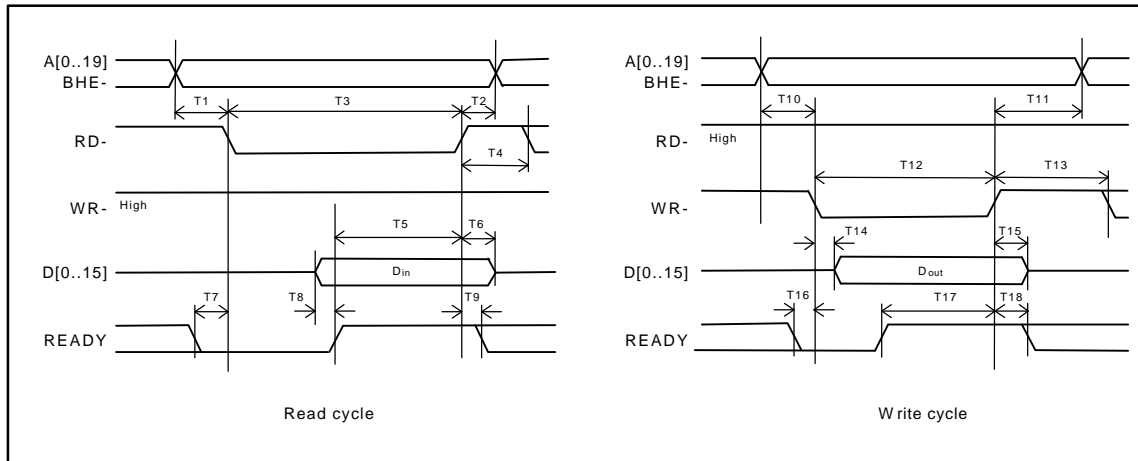 A[0..19]
BHE-
T1
T3
T2
RD-
T4
WR- High
T5
T6
D[0..15]
Din
T7
T8
T9
READY
Read cycle
A[0..19]
BHE-
T10
T11
RD- High
T12
T13
WR-
T14
T15
D[0..15]
Dout
T16
T17
T18
READY
Write cycle